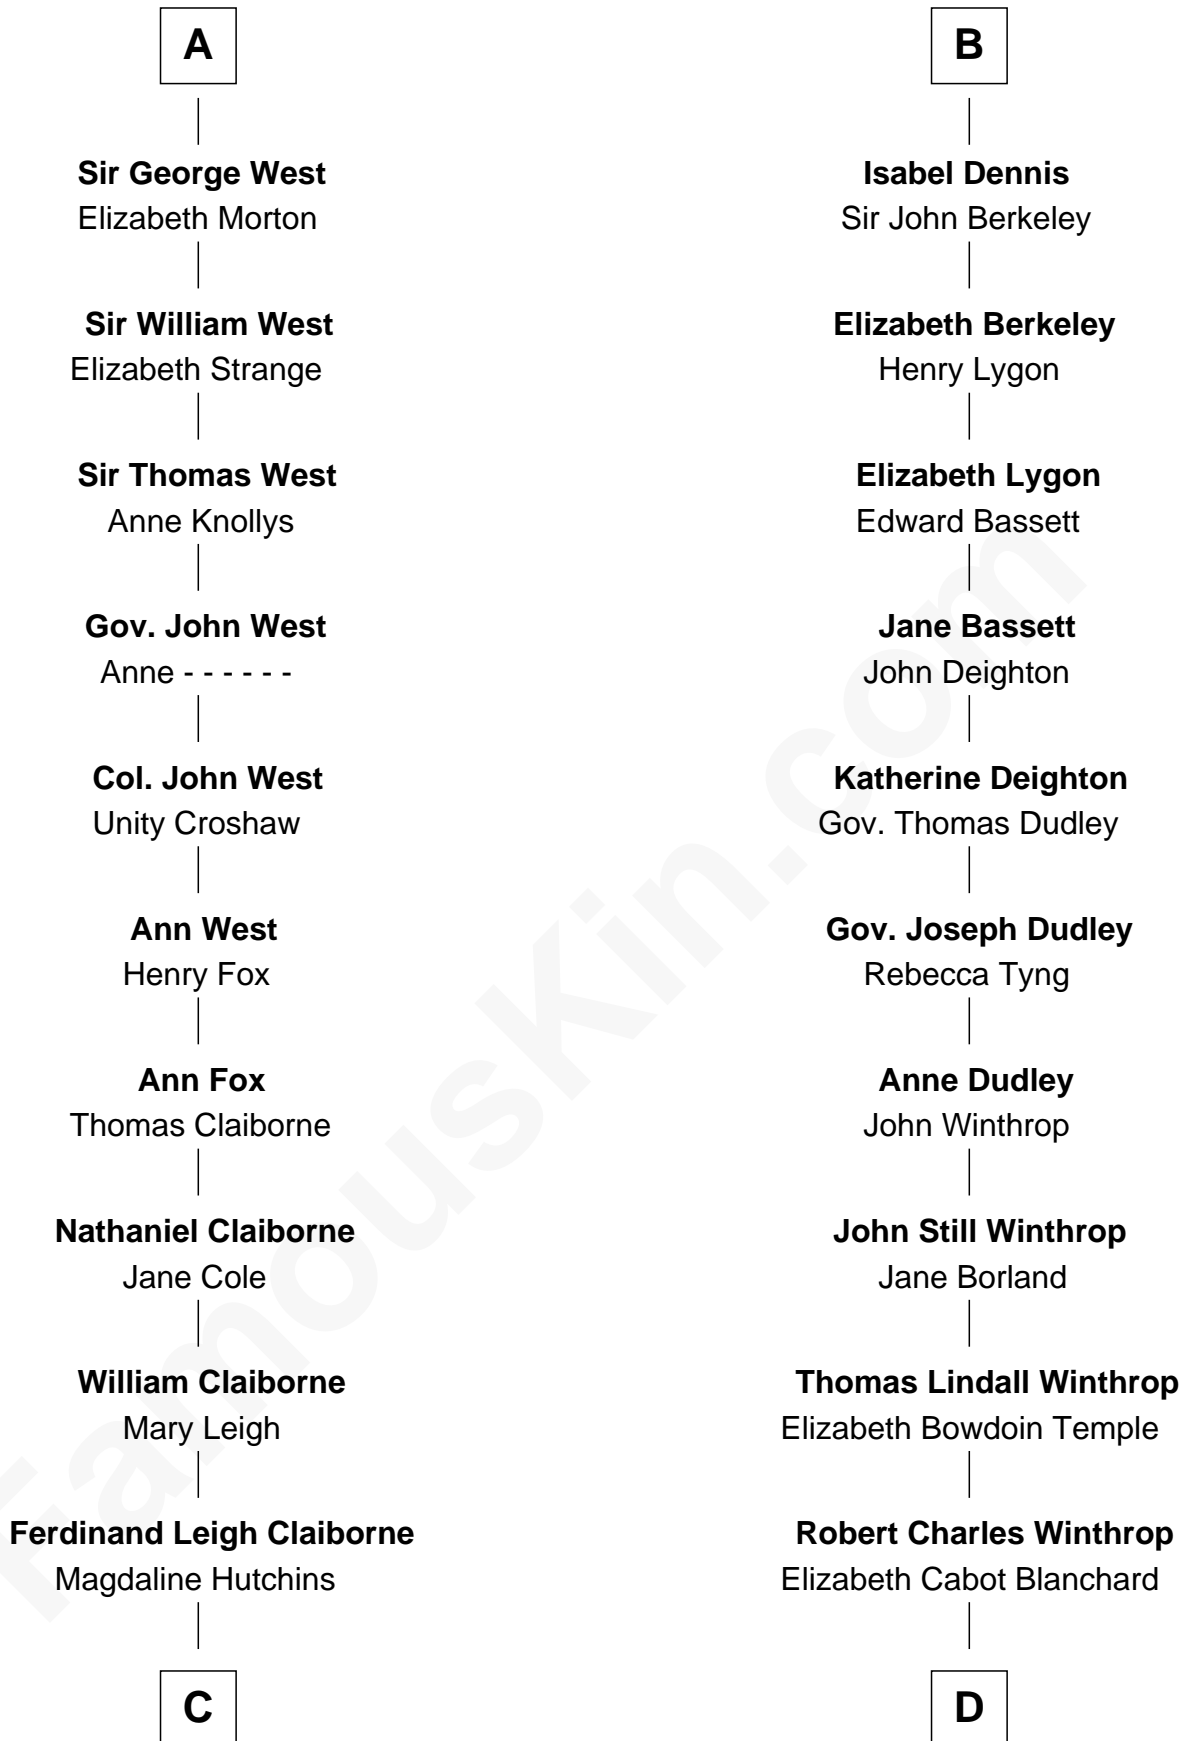 A
Sir George West
Elizabeth Morton
Sir William West
Elizabeth Strange
Sir Thomas West
Anne Knollys
Gov. John West
Anne - - - - - -
Col. John West
Unity Croshaw
Ann West
Henry Fox
Ann Fox
Thomas Claiborne
Nathaniel Claiborne
Jane Cole
William Claiborne
Mary Leigh
Ferdinand Leigh Claiborne
Magdaline Hutchins
C
B
Isabel Dennis
Sir John Berkeley
Elizabeth Berkeley
Henry Lygon
Elizabeth Lygon
Edward Bassett
Jane Bassett
John Deighton
Katherine Deighton
Gov. Thomas Dudley
Gov. Joseph Dudley
Rebecca Tyng
Anne Dudley
John Winthrop
John Still Winthrop
Jane Borland
Thomas Lindall Winthrop
Elizabeth Bowdoin Temple
Robert Charles Winthrop
Elizabeth Cabot Blanchard
D
FamousKin.com